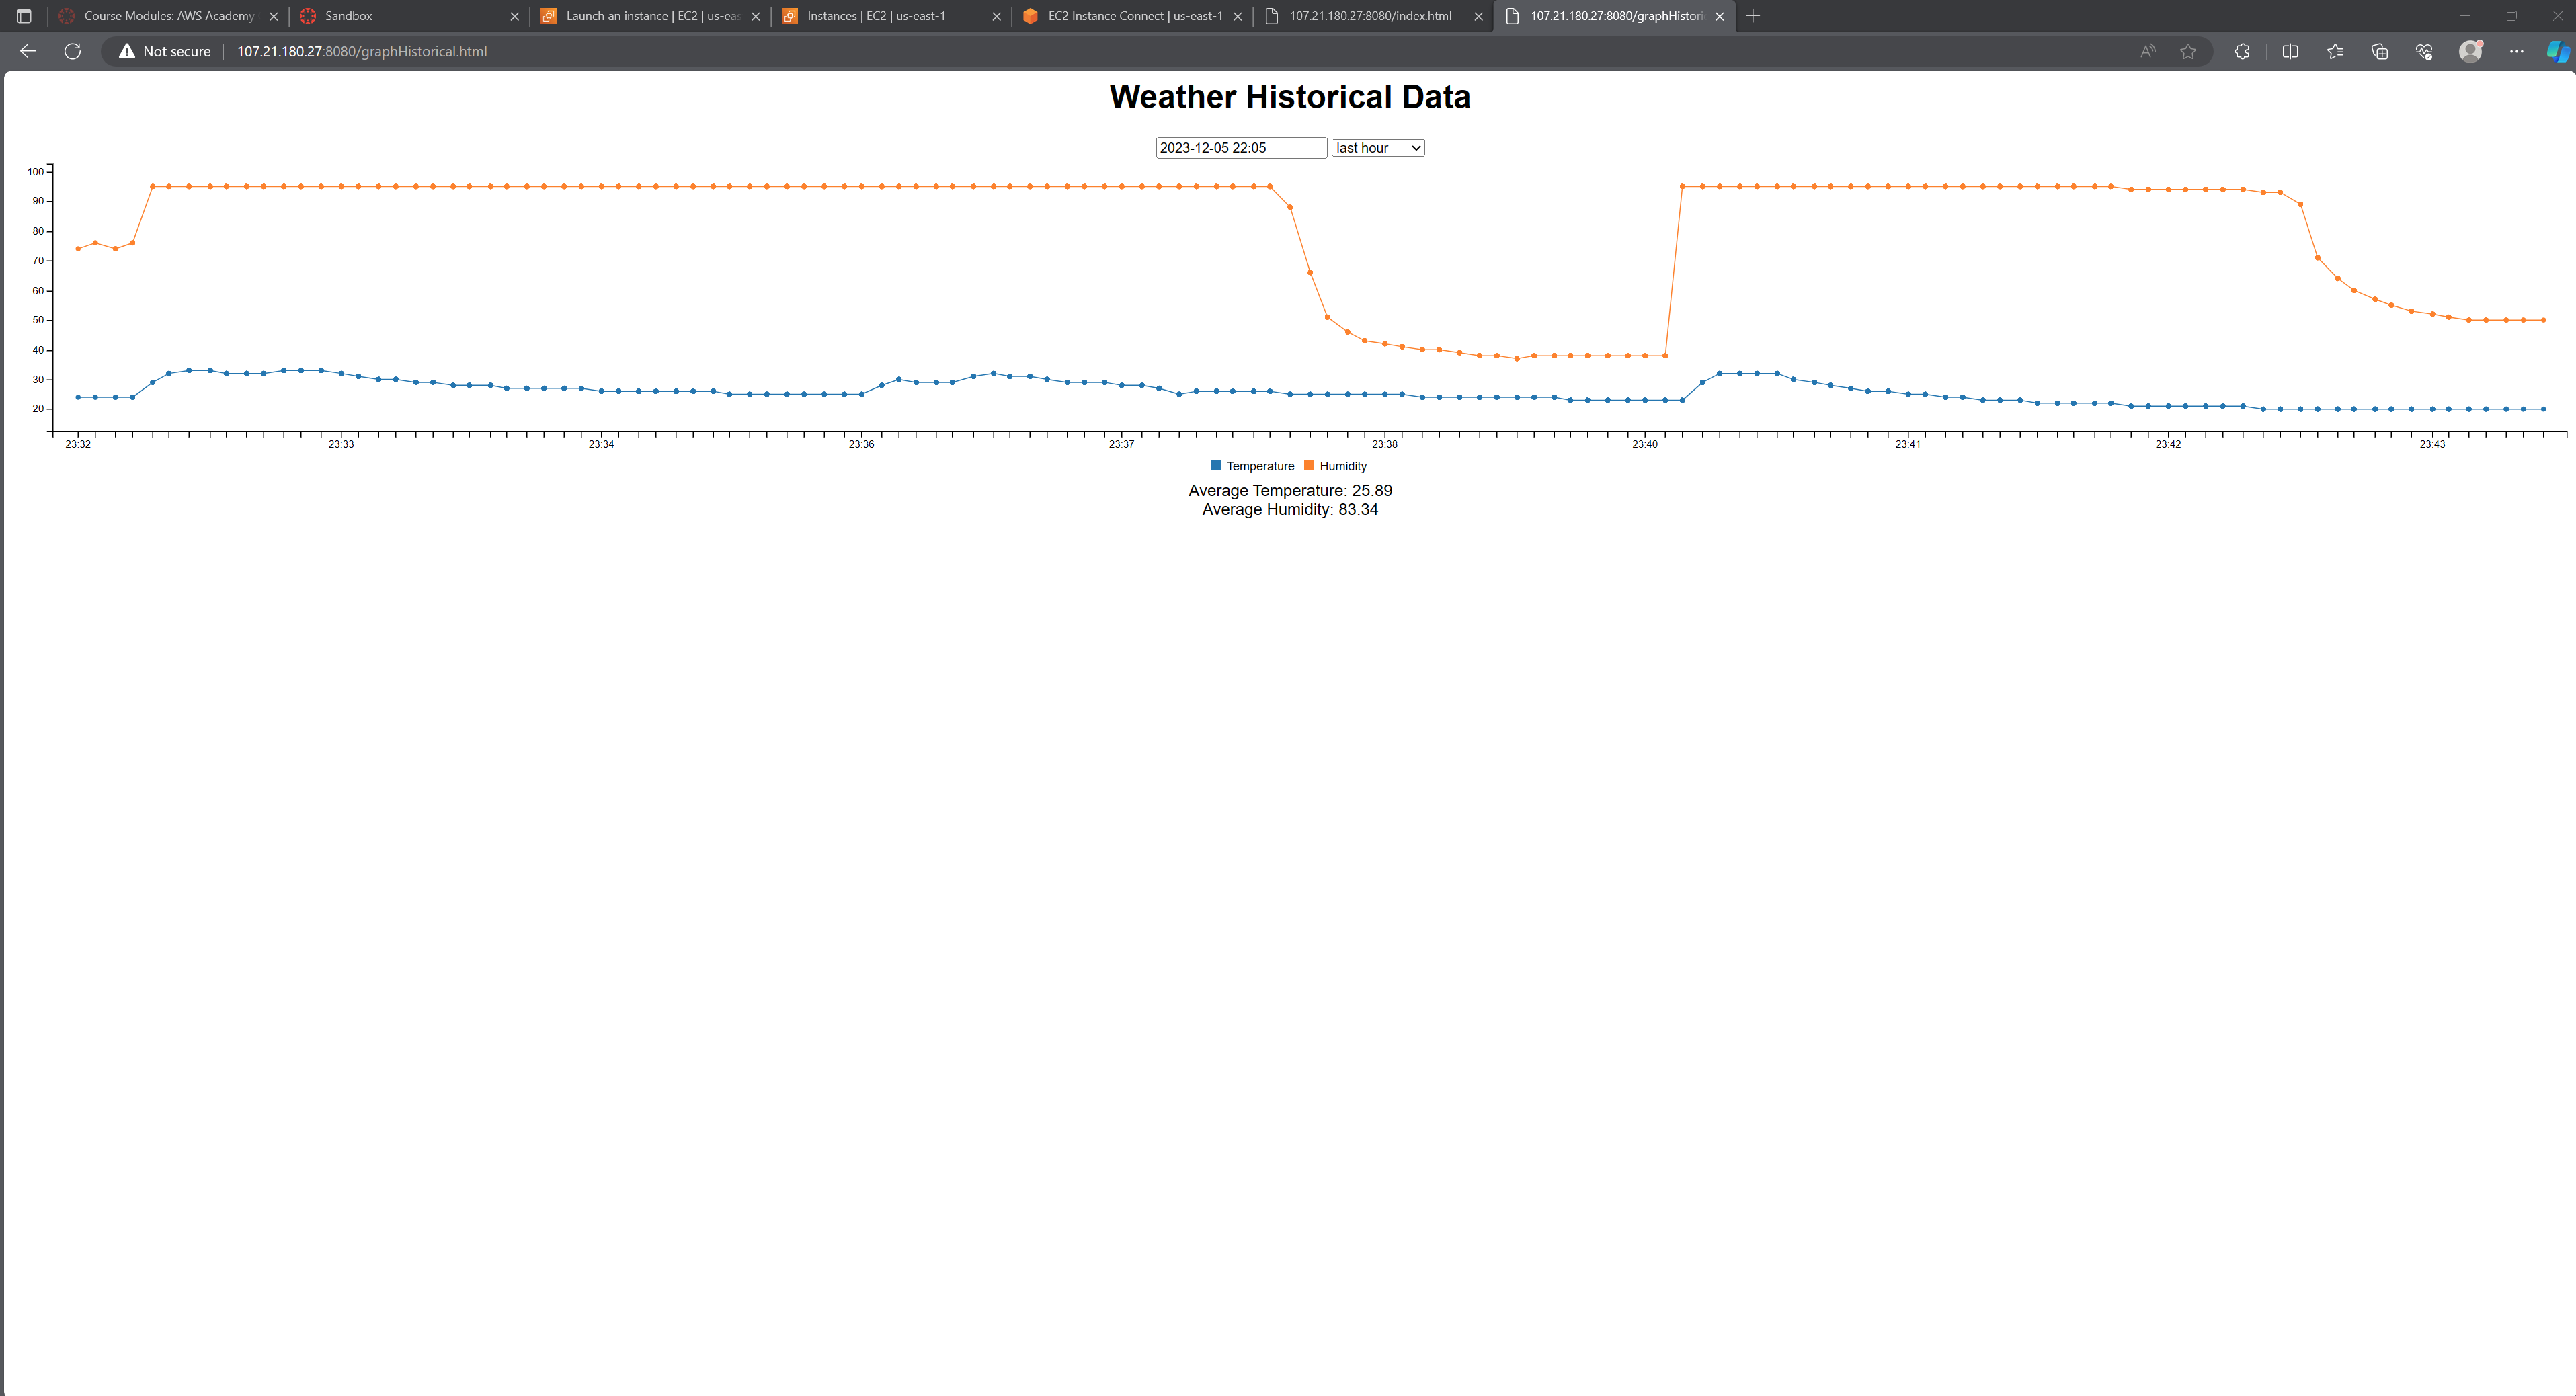 Course Modules: AWS Academy
Sandbox
Launch an instance | EC2 | us-eas
Instances | EC2 | us-east-1
EC2 Instance Connect | us-east-1
107.21.180.27:8080/index.html
107.21.180.27:8080/graphHistori
Not secure | 107.21.180.27:8080/graphHistorical.html
Weather Historical Data
2023-12-05 22:05 last hour
100
90
80
70
60
50
40
30
20
23:32 23:33 23:34 23:36 23:37 23:38 23:40 23:41 23:42 23:43
Temperature Humidity
Average Temperature: 25.89
Average Humidity: 83.34